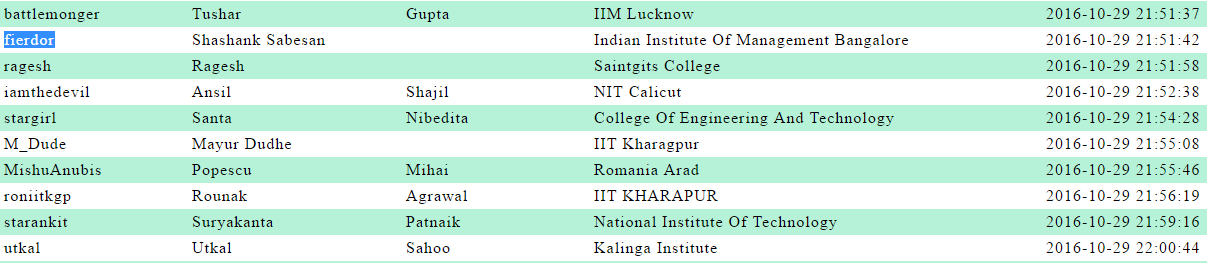 battlemonger Tushar Gupta IIM Lucknow 2016-10-29 21:51:37
fierdor Shashank Sabesan Indian Institute Of Management Bangalore 2016-10-29 21:51:42
ragesh Ragesh Saintgits College 2016-10-29 21:51:58
iamthedevil Ansil Shajil NIT Calicut 2016-10-29 21:52:38
stargirl Santa Nibedita College Of Engineering And Technology 2016-10-29 21:54:28
M_Dude Mayur Dudhe IIT Kharagpur 2016-10-29 21:55:08
MishuAnubis Popescu Mihai Romania Arad 2016-10-29 21:55:46
roniitkgp Rounak Agrawal IIT KHARAPUR 2016-10-29 21:56:19
starankit Suryakanta Patnaik National Institute Of Technology 2016-10-29 21:59:16
utkal Utkal Sahoo Kalinga Institute 2016-10-29 22:00:44